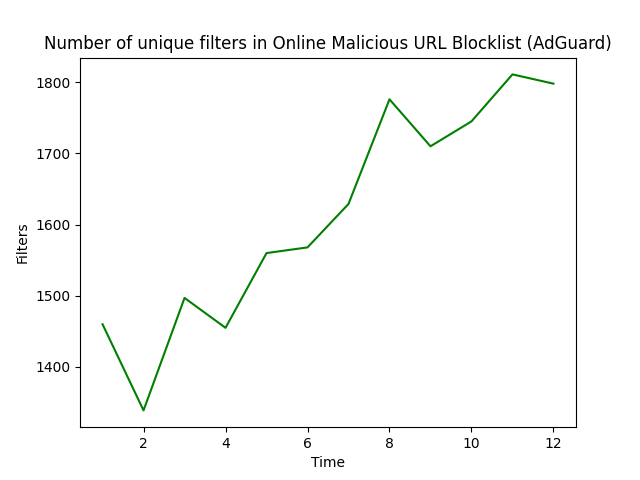 Number of unique filters in Online Malicious URL Blocklist (AdGuard)
1800
1700
1600
1500
1400
Filters
2 4 6 8 10 12
Time